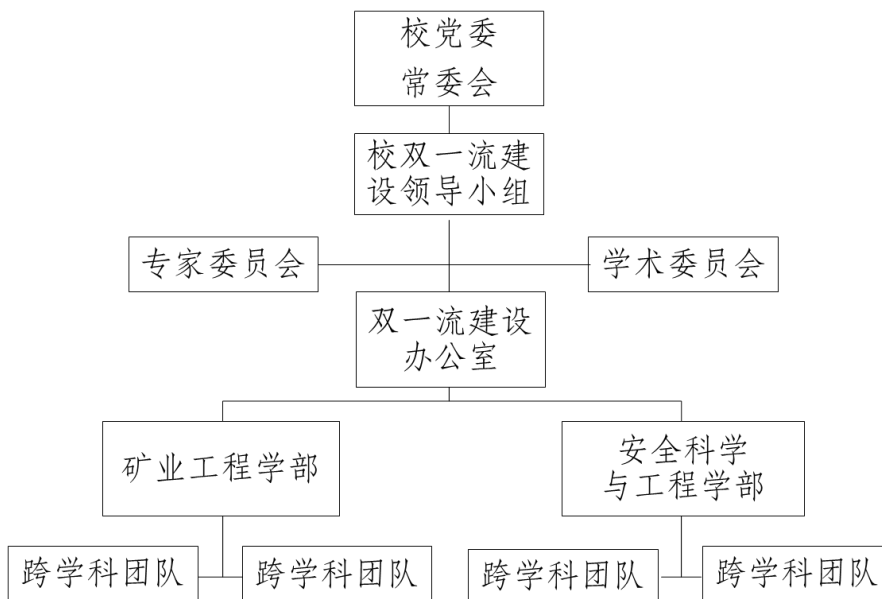 校党委
常委会
校双一流建
设领导小组
专家委员会
学术委员会
双一流建设
办公室
矿业工程学部
安全科学
与工程学部
跨学科团队
跨学科团队
跨学科团队
跨学科团队